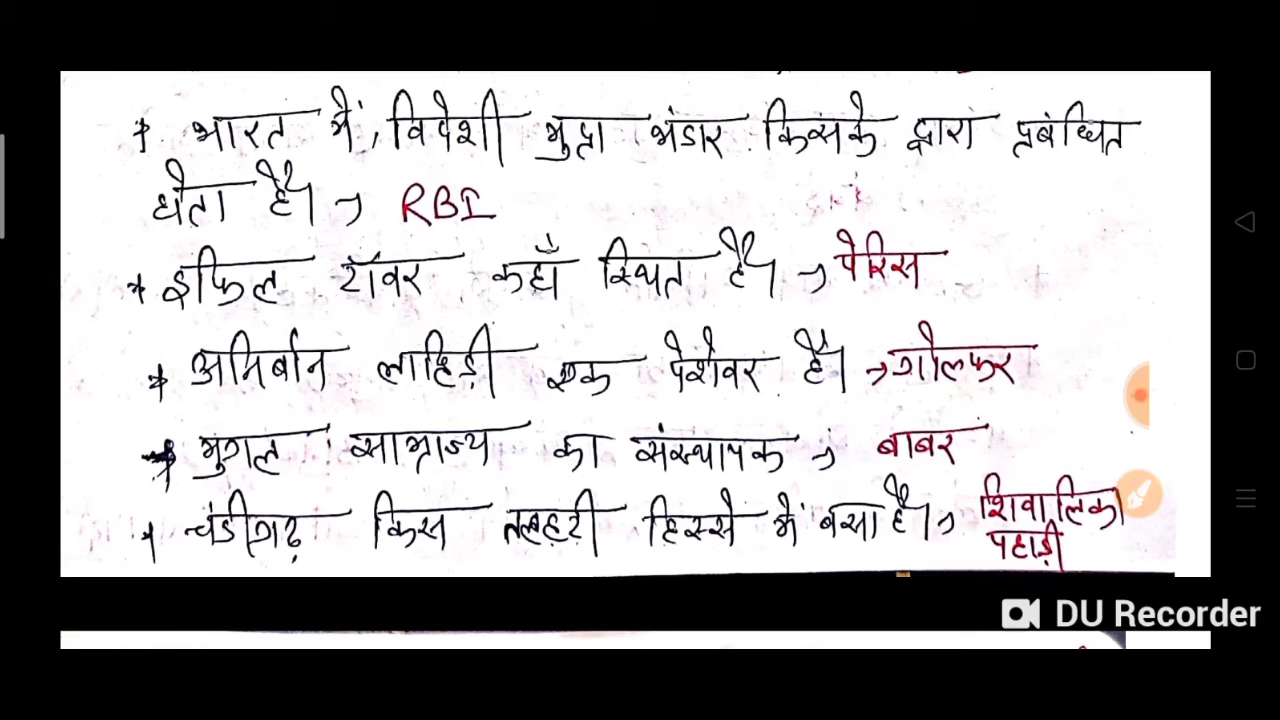 * भारत में, विदेशी मुद्रा भंडार किसके द्वारा प्रबंधित
होता है। → RBI
* इफिल टॉवर कहाँ स्थित है। → पेरिस
* अनिर्बान लाहिड़ी एक पेशेवर हैं। → गोल्फर
* मुगल साम्राज्य का संस्थापक → बाबर
* चंडीगढ़ किस तलहटी हिस्से में बसा है। → शिवालिक
पहाड़ी
DU Recorder